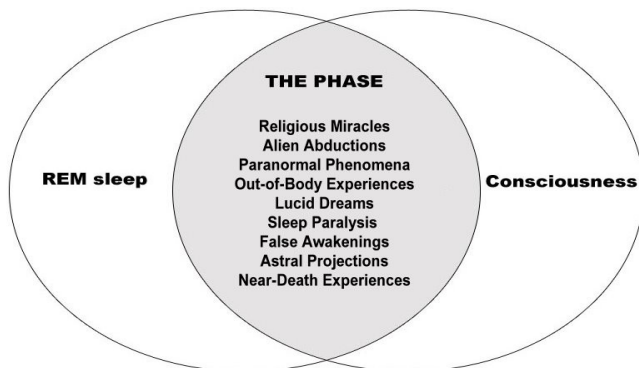 THE PHASE
Religious Miracles
Alien Abductions
Paranormal Phenomena
REM sleep
Out-of-Body Experiences
Consciousness
Lucid Dreams
Sleep Paralysis
False Awakenings
Astral Projections
Near-Death Experiences